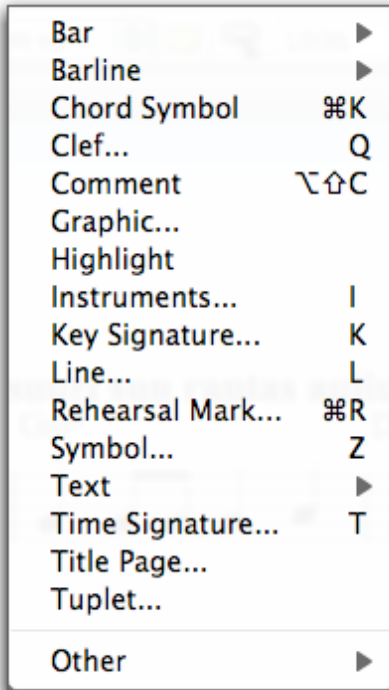 Bar ▶
Barline ▶
Chord Symbol ⌘K
Clef... Q
Comment ⌥⇧C
Graphic...
Highlight
Instruments... I
Key Signature... K
Line... L
Rehearsal Mark... ⌘R
Symbol... Z
Text ▶
Time Signature... T
Title Page...
Tuplet...
Other ▶